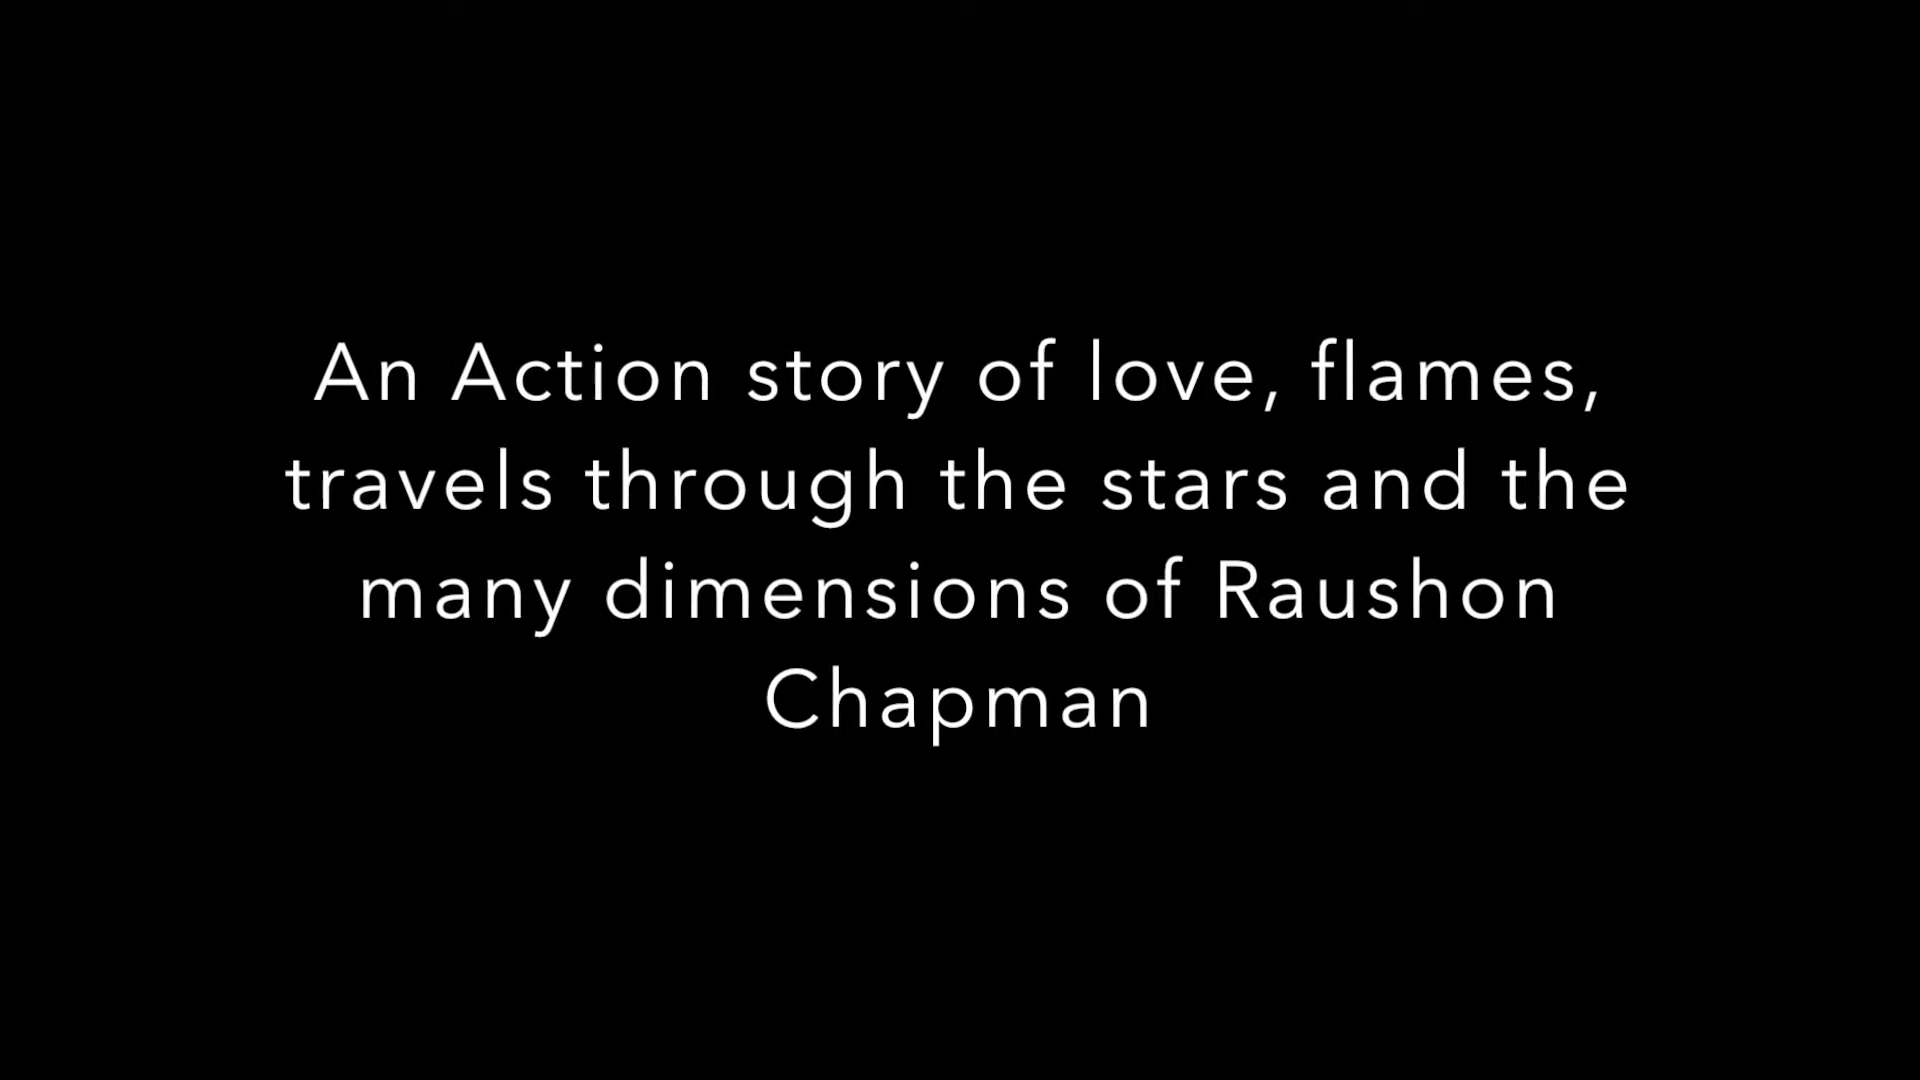 An Action story of love, flames,
travels through the stars and the
many dimensions of Raushon
Chapman